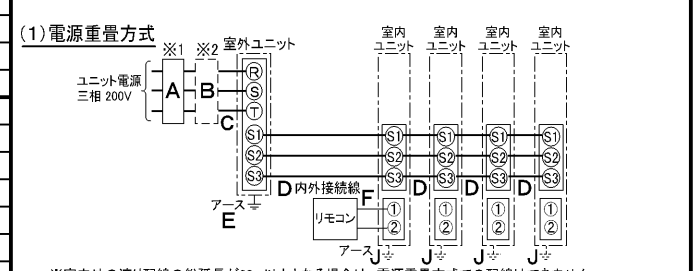 (1)電源重畳方式
※1 ※2 室外ユニット 室内ユニット 室内ユニット 室内ユニット 室内ユニット
ユニット電源
三相 200V
A B C
R
S
T
S1 S1 S1 S1 S1
S2 S2 S2 S2 S2
S3 S3 S3 S3 S3
D 内外接続線 F D D D
アース
E
リモコン
① ① ① ①
② ② ② ②
アース J J J J